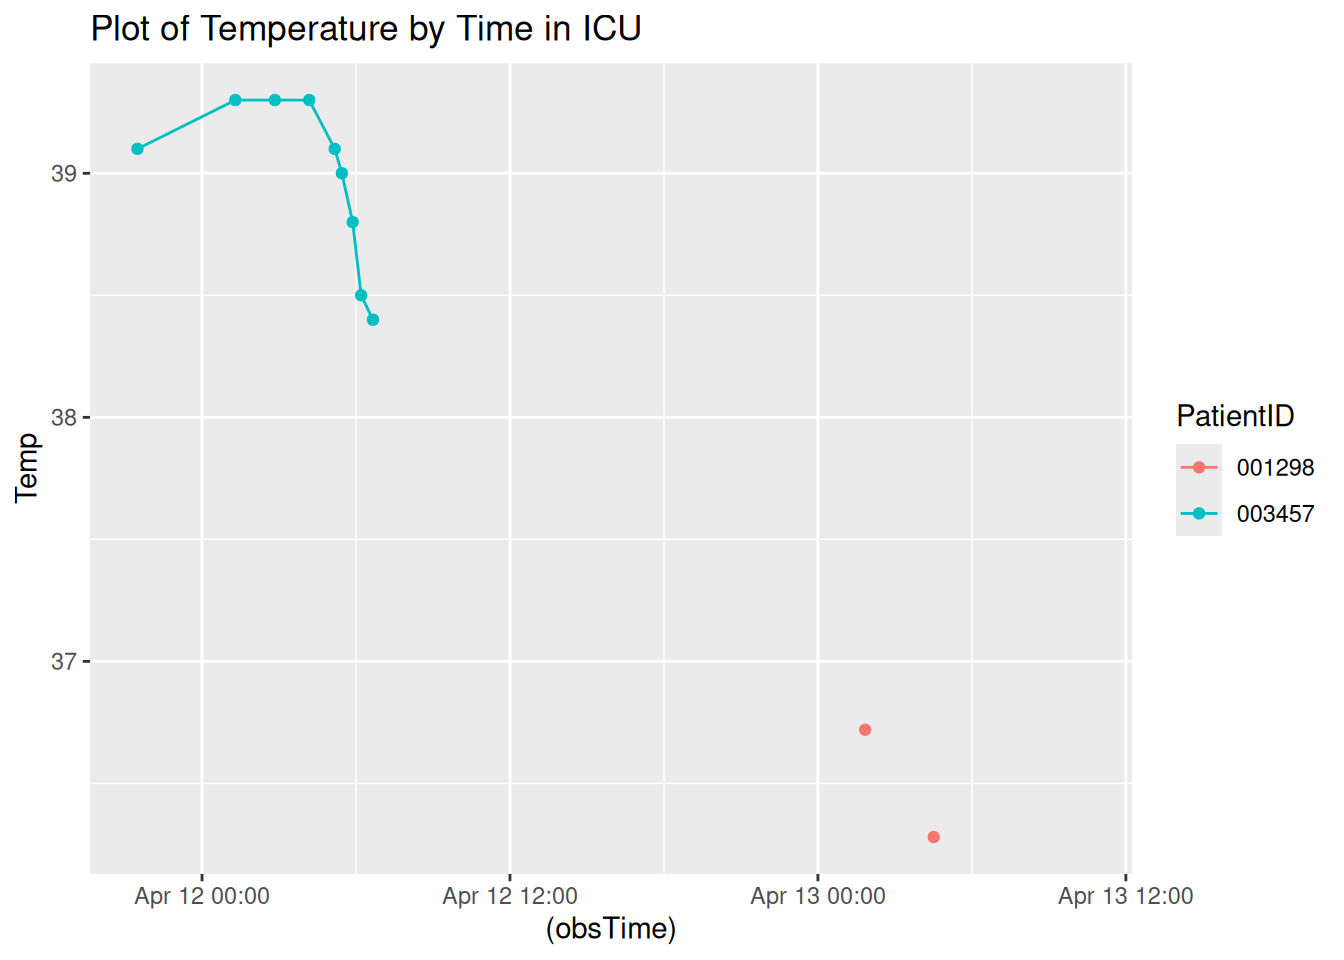 Plot of Temperature by Time in ICU
39
38
37
Temp
Apr 12 00:00
Apr 12 12:00
Apr 13 00:00
Apr 13 12:00
(obsTime)
PatientID
001298
003457